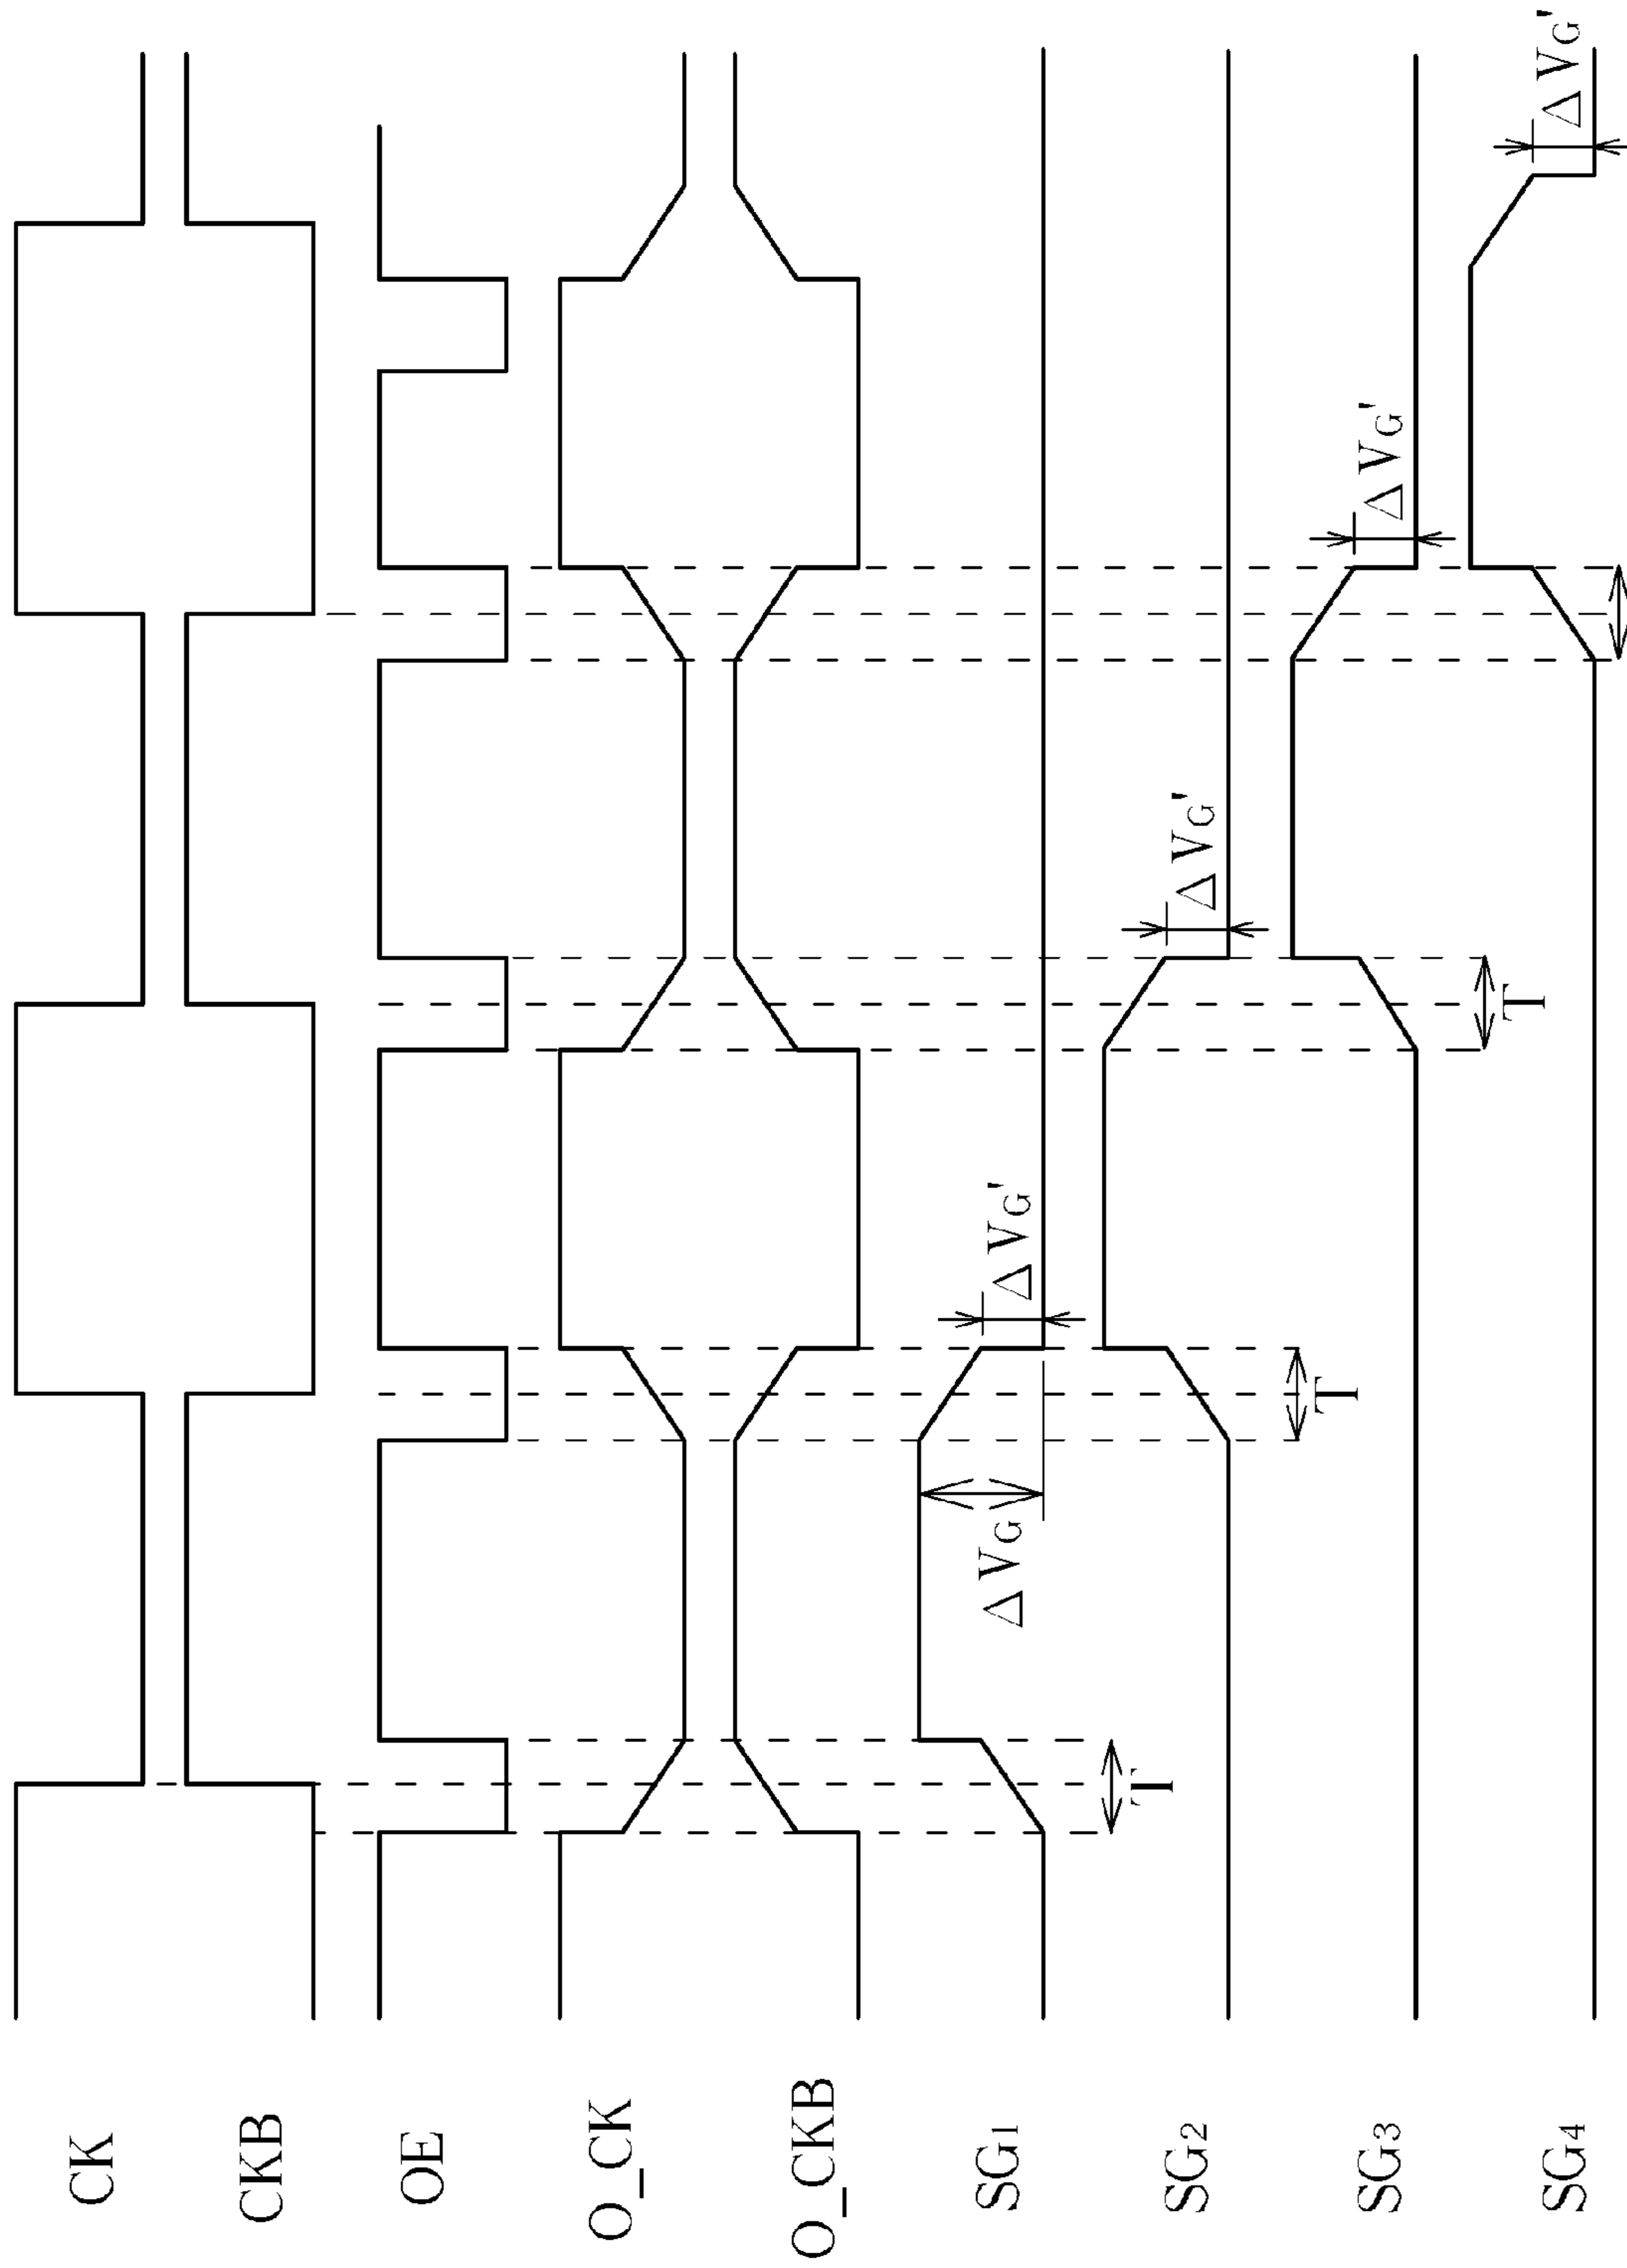 CK
CKB
OE
O_CK
O_CKB
SG1
SG2
SG3
SG4
ΔVG
ΔVG'
ΔVG'
ΔVG'
ΔVG'
T
T
T